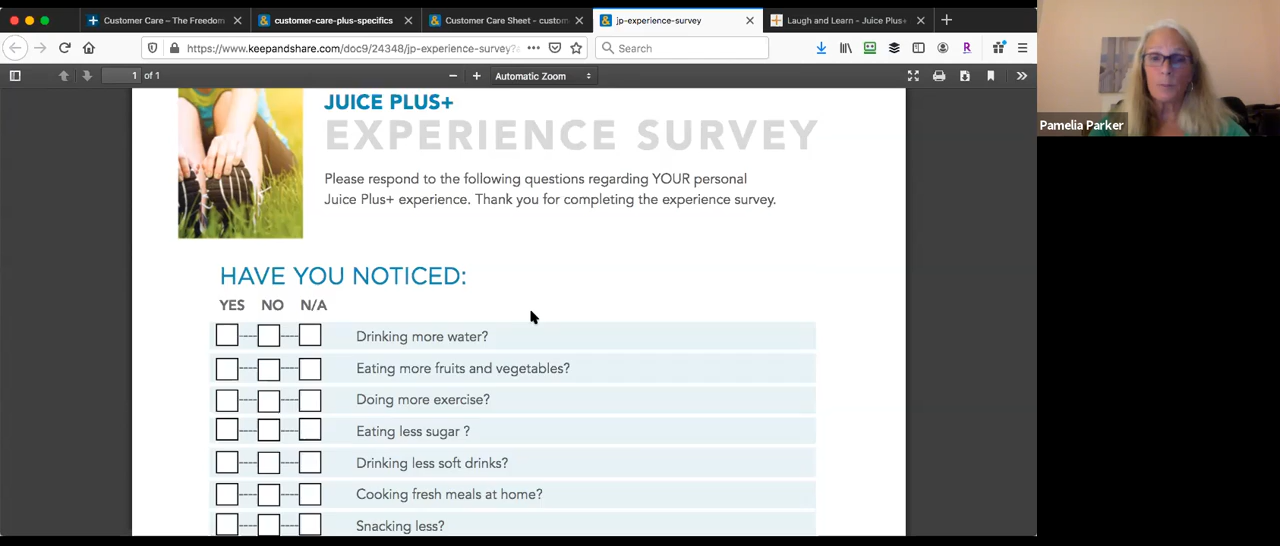 Customer Care – The Freedom
customer-care-plus-specifics
Customer Care Sheet - custom
jp-experience-survey
Laugh and Learn - Juice Plus+
https://www.keepandshare.com/doc9/24348/jp-experience-survey?
Search
1 of 1
Automatic Zoom
Pamelia Parker
JUICE PLUS+
EXPERIENCE SURVEY
Please respond to the following questions regarding YOUR personal
Juice Plus+ experience. Thank you for completing the experience survey.
HAVE YOU NOTICED:
YES NO N/A
Drinking more water?
Eating more fruits and vegetables?
Doing more exercise?
Eating less sugar ?
Drinking less soft drinks?
Cooking fresh meals at home?
Snacking less?